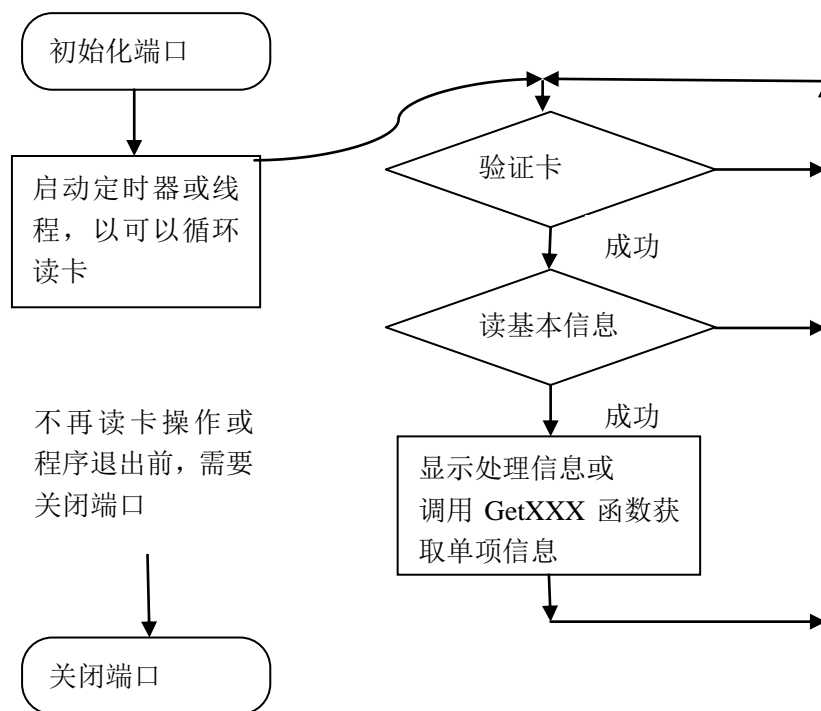 初始化端口
启动定时器或线
程，以可以循环
读卡
验证卡
成功
读基本信息
成功
显示处理信息或
调用 GetXXX 函数获
取单项信息
不再读卡操作或
程序退出前，需要
关闭端口
关闭端口